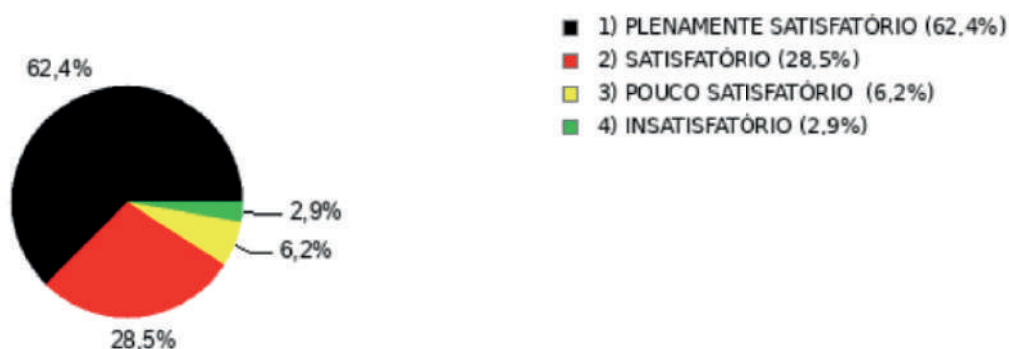 1) PLENAMENTE SATISFATÓRIO (62,4%)
2) SATISFATÓRIO (28,5%)
3) POUCO SATISFATÓRIO (6,2%)
4) INSATISFATÓRIO (2,9%)
62,4%
2,9%
6,2%
28,5%